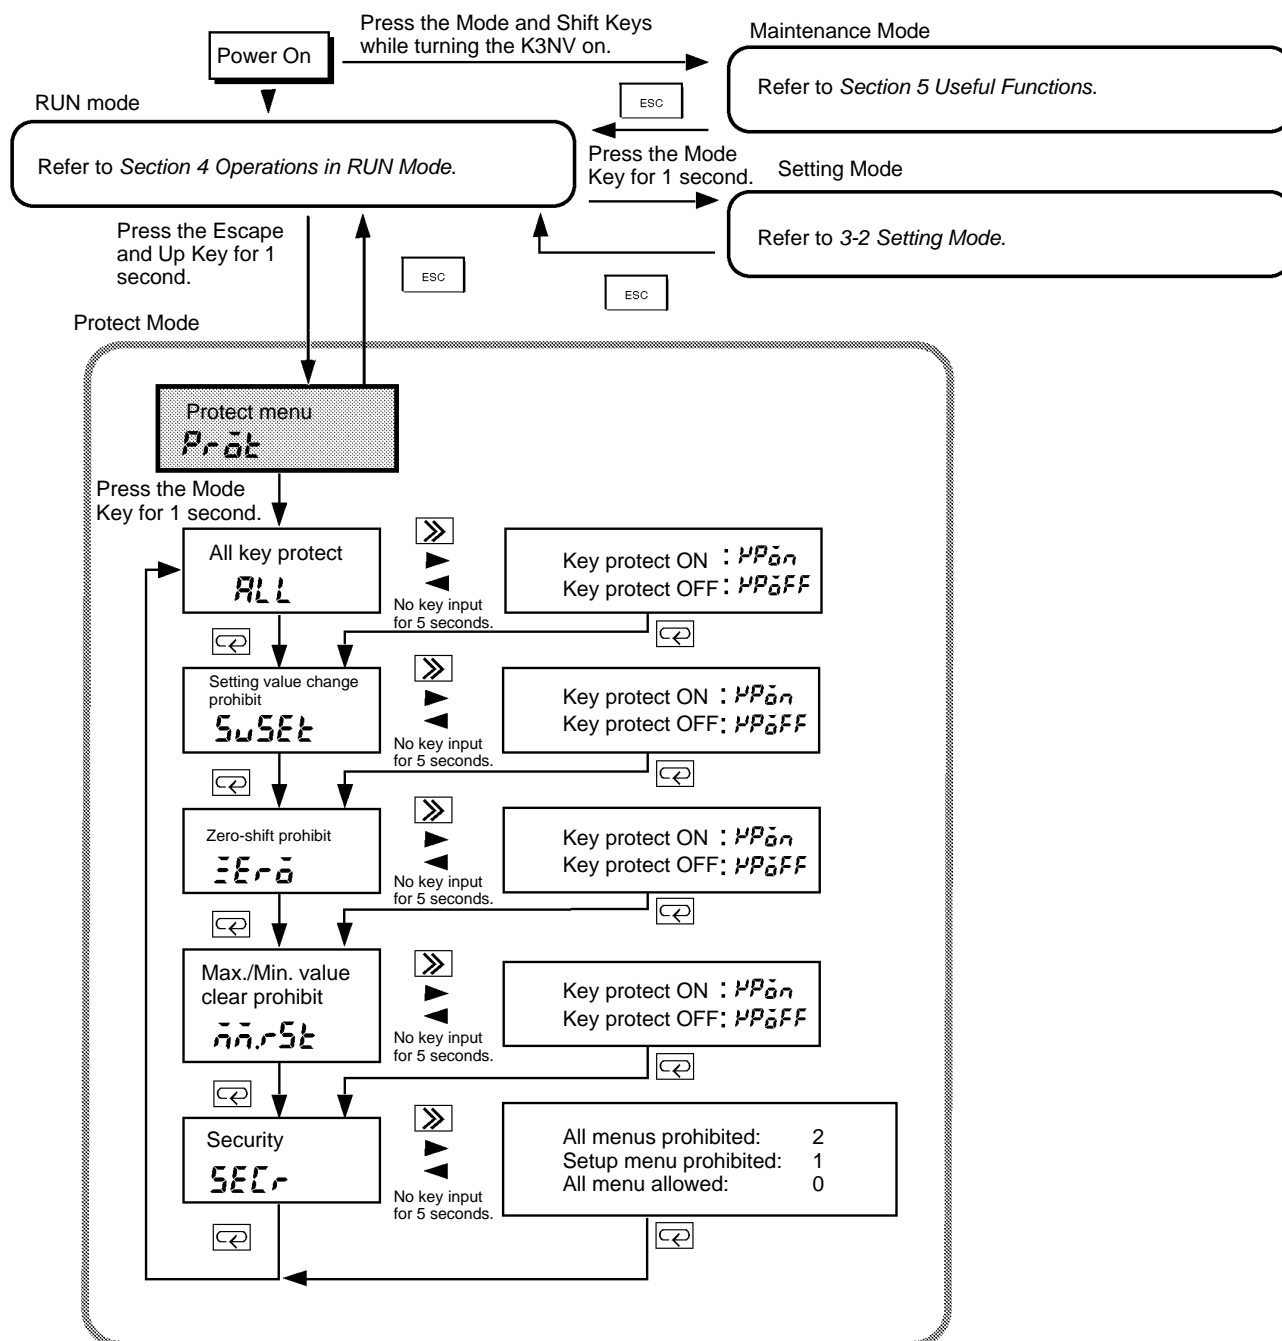 Power On
Press the Mode and Shift Keys
while turning the K3NV on.
Maintenance Mode
Refer to Section 5 Useful Functions.
ESC
RUN mode
Refer to Section 4 Operations in RUN Mode.
Press the Mode
Key for 1 second.
Setting Mode
Refer to 3-2 Setting Mode.
Press the Escape
and Up Key for 1
second.
ESC
ESC
Protect Mode
Protect menu
Prot
Press the Mode
Key for 1 second.
All key protect
ALL
No key input
for 5 seconds.
Key protect ON : KPon
Key protect OFF: KPoFF
Setting value change
prohibit
SvSEt
No key input
for 5 seconds.
Key protect ON : KPon
Key protect OFF: KPoFF
Zero-shift prohibit
ZEro
No key input
for 5 seconds.
Key protect ON : KPon
Key protect OFF: KPoFF
Max./Min. value
clear prohibit
mm.rSt
No key input
for 5 seconds.
Key protect ON : KPon
Key protect OFF: KPoFF
Security
SECr
No key input
for 5 seconds.
All menus prohibited: 2
Setup menu prohibited: 1
All menu allowed: 0